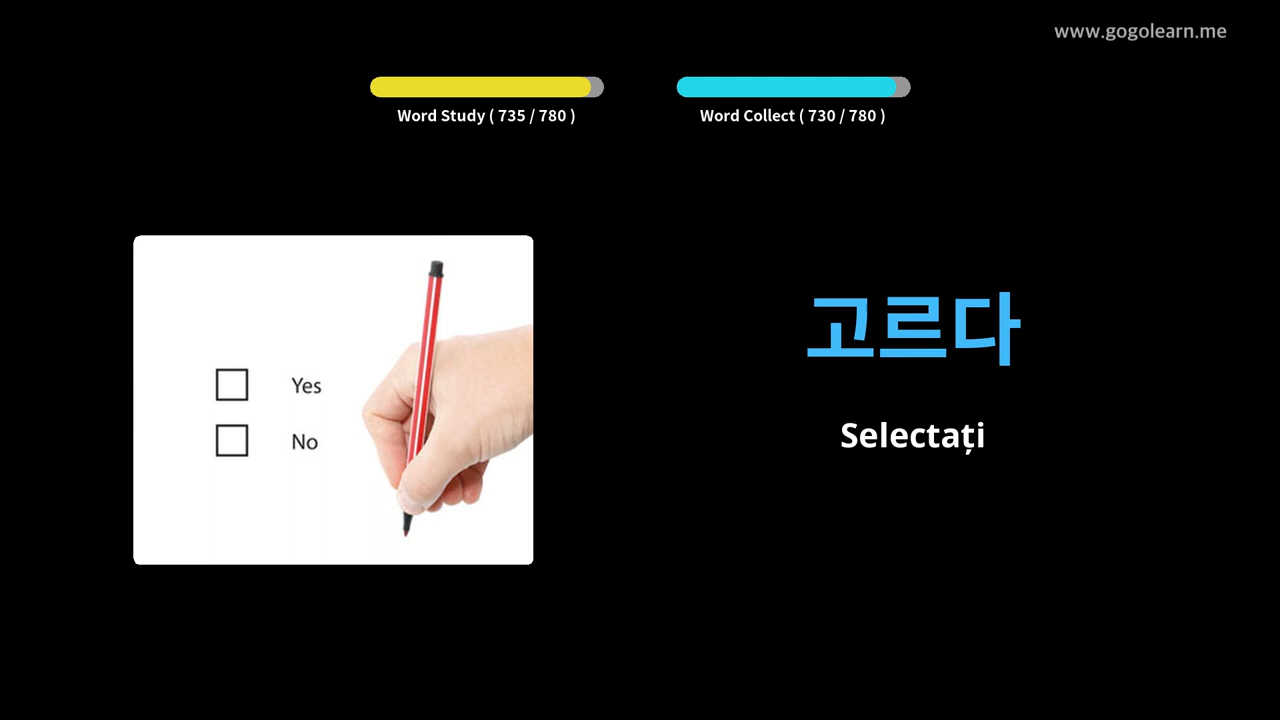 www.gogolearn.me
Word Study ( 735 / 780 )
Word Collect ( 730 / 780 )
Yes
No
고르다
Selectați